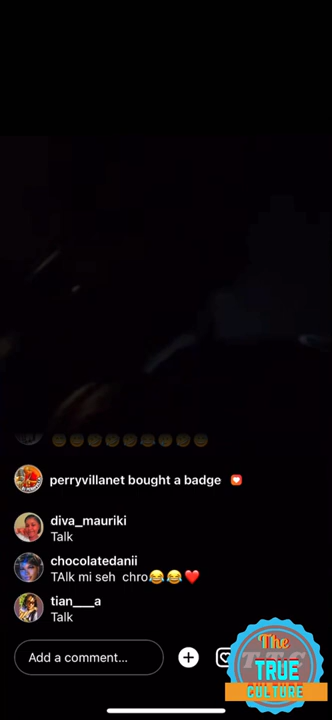 perryvillanet bought a badge
diva_mauriki
Talk
chocolatedanii
TAlk mi seh chro😂😂❤️
tian___a
Talk
Add a comment...
The
TRUE
CULTURE